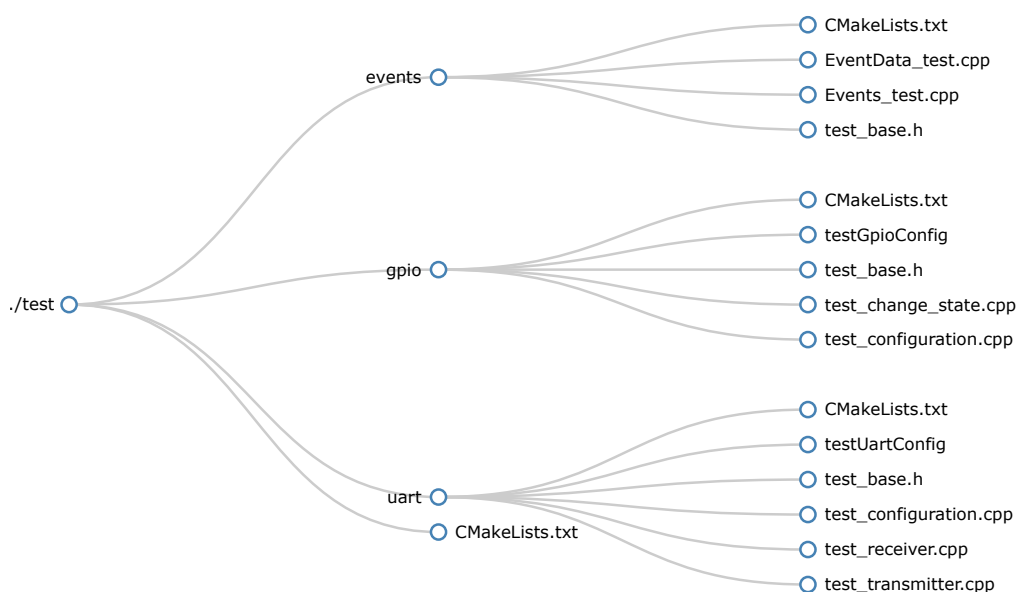 ./test
events
CMakeLists.txt
EventData_test.cpp
Events_test.cpp
test_base.h
gpio
CMakeLists.txt
testGpioConfig
test_base.h
test_change_state.cpp
test_configuration.cpp
uart
CMakeLists.txt
testUartConfig
test_base.h
test_configuration.cpp
test_receiver.cpp
test_transmitter.cpp
CMakeLists.txt